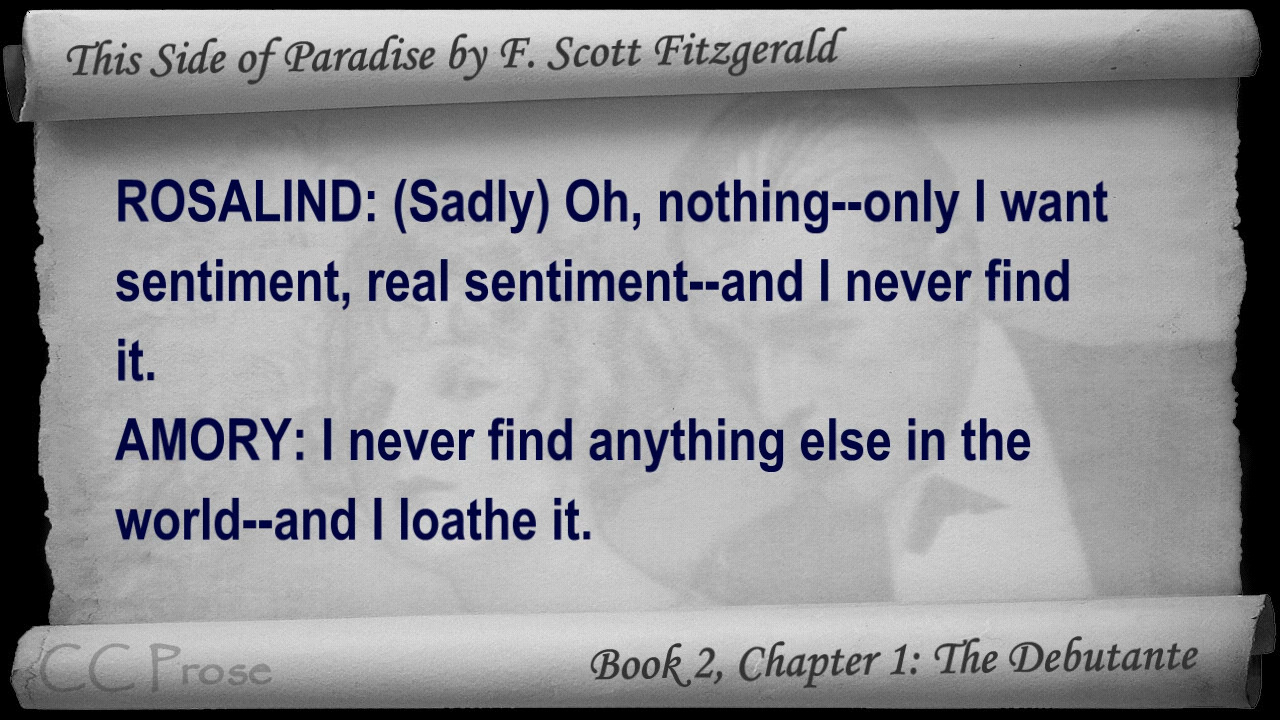 This Side of Paradise by F. Scott Fitzgerald
ROSALIND: (Sadly) Oh, nothing--only I want
sentiment, real sentiment--and I never find
it.
AMORY: I never find anything else in the
world--and I loathe it.
CC Prose
Book 2, Chapter 1: The Debutante